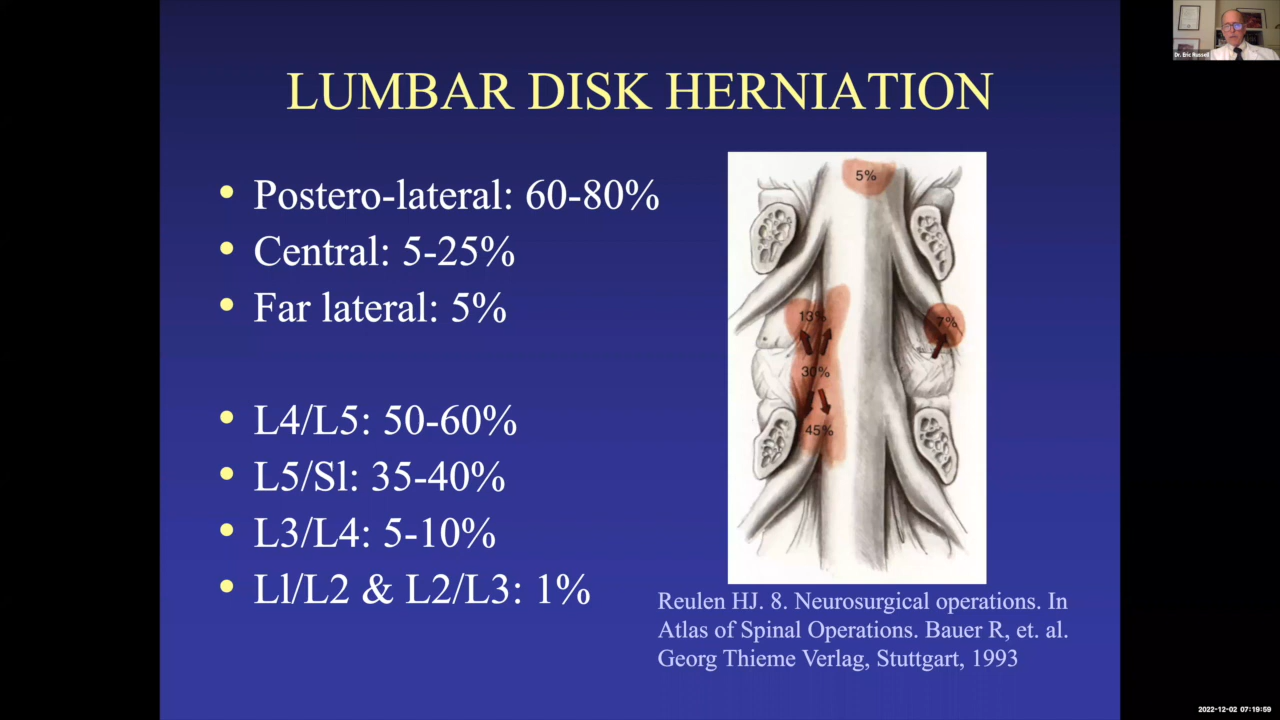 LUMBAR DISK HERNIATION
• Postero-lateral: 60-80%
• Central: 5-25%
• Far lateral: 5%
• L4/L5: 50-60%
• L5/Sl: 35-40%
• L3/L4: 5-10%
• Ll/L2 & L2/L3: 1%
5%
13%
7%
30%
45%
Reulen HJ. 8. Neurosurgical operations. In
Atlas of Spinal Operations. Bauer R, et. al.
Georg Thieme Verlag, Stuttgart, 1993
Dr. Eric Russell
2022-12-02 07:19:59